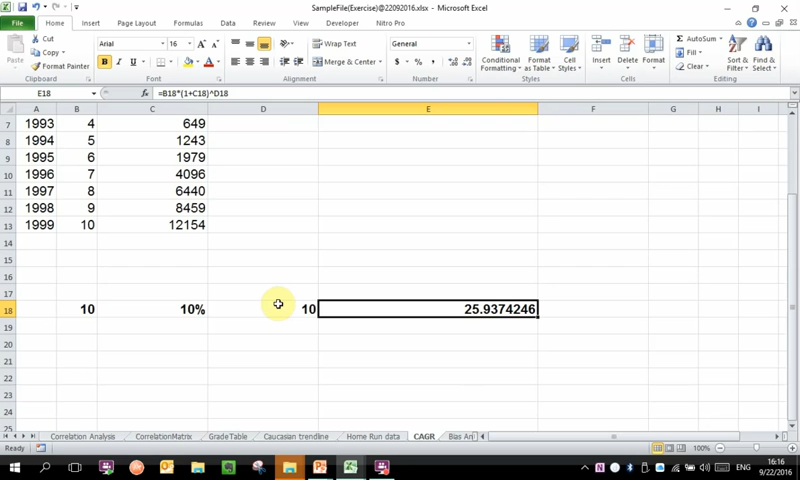 SampleFile(Exercise)@22092016.xlsx - Microsoft Excel
File Home Insert Page Layout Formulas Data Review View Developer Nitro Pro
Cut
Copy
Format Painter
Paste
Clipboard
Arial 16
B I U
Font
Wrap Text
Merge & Center
Alignment
General
$ % ,
Number
Conditional Formatting
Format as Table
Cell Styles
Styles
Insert Delete Format
Cells
AutoSum
Fill
Clear
Sort & Filter
Find & Select
Editing
E18 fx =B18*(1+C18)^D18
A B C D E F G H I
7 1993 4 649
8 1994 5 1243
9 1995 6 1979
10 1996 7 4096
11 1997 8 6440
12 1998 9 8459
13 1999 10 12154
14
15
16
17
18 10 10% 10 25.9374246
19
20
21
22
23
24
25
Correlation Analysis CorrelationMatrix GradeTable Caucasian trendline Home Run data CAGR Bias An
Ready 100%
ENG
16:16
9/22/2016